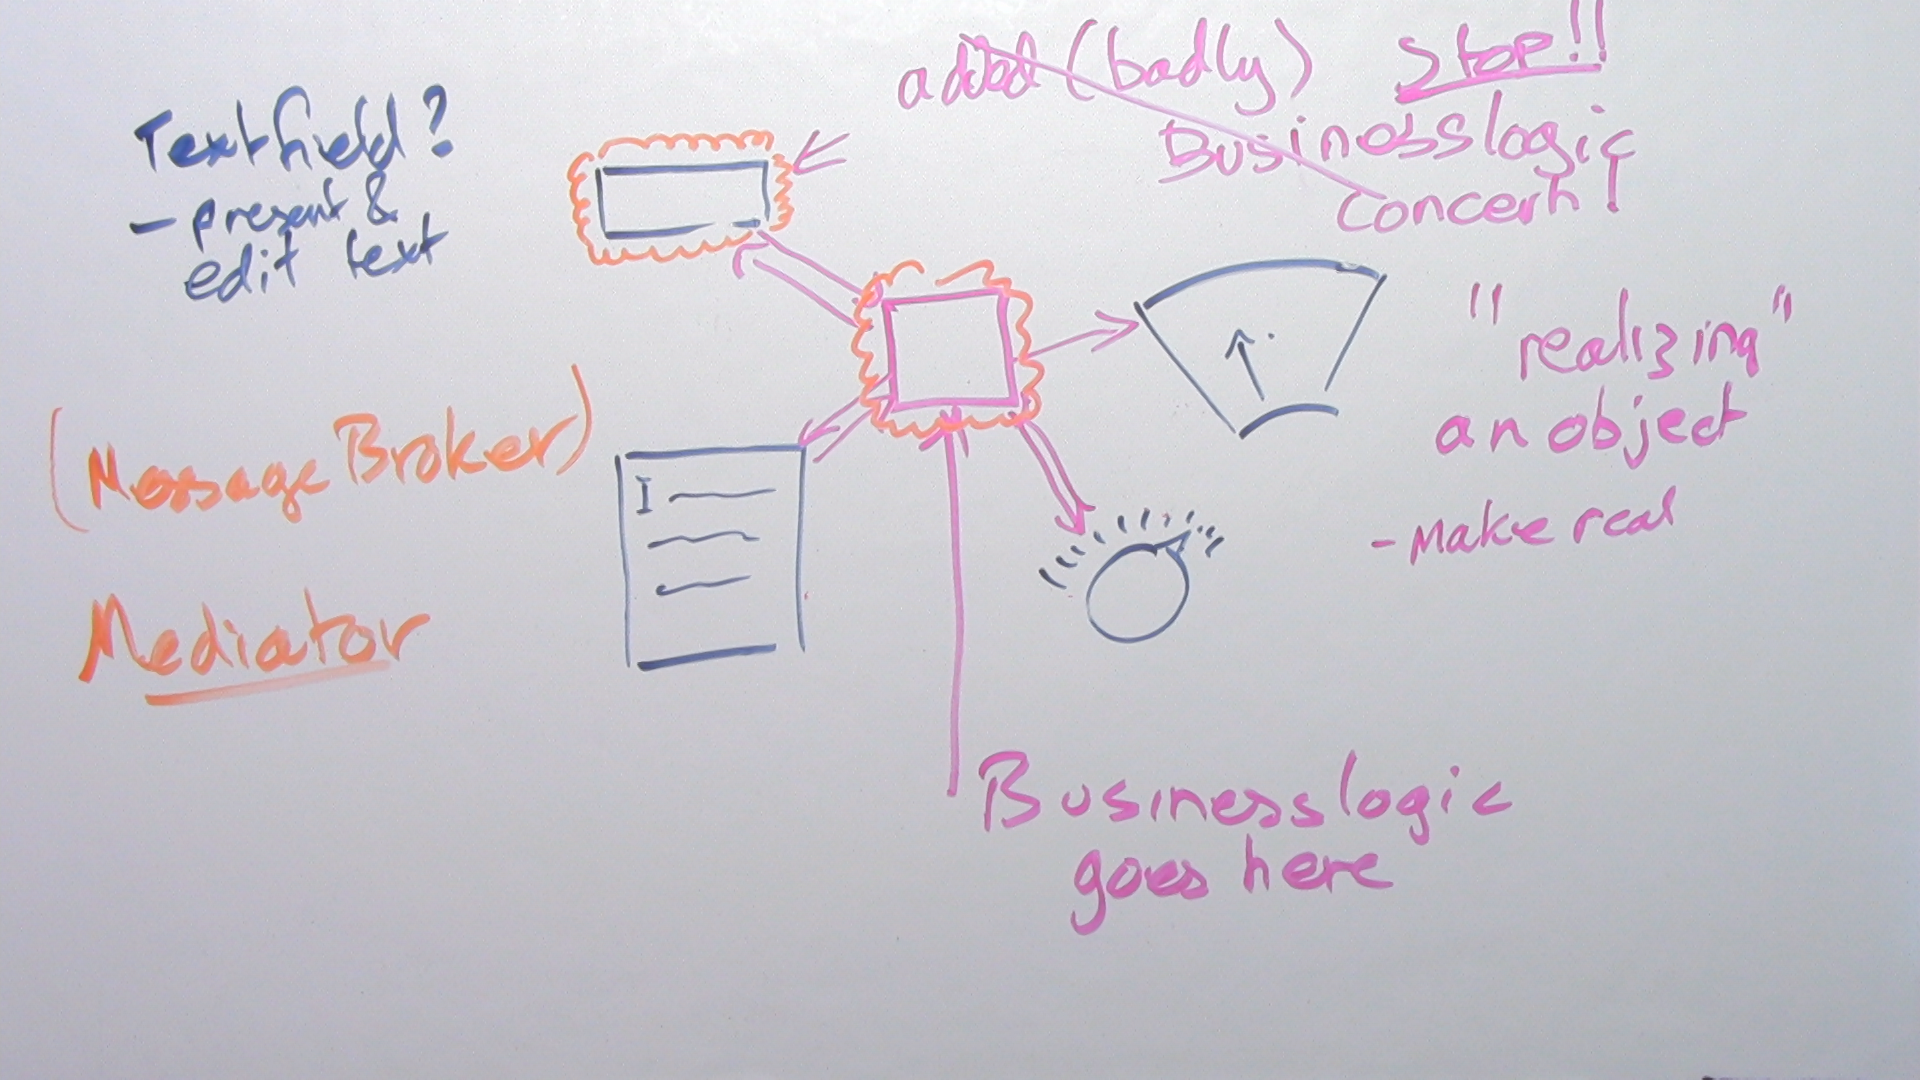 added (badly) Stop!!
Businesslogic
concern!
Textfield?
- present &
edit text
"realizing"
an object
- Make real
(Message Broker)
I
Mediator
Businesslogic
goes here